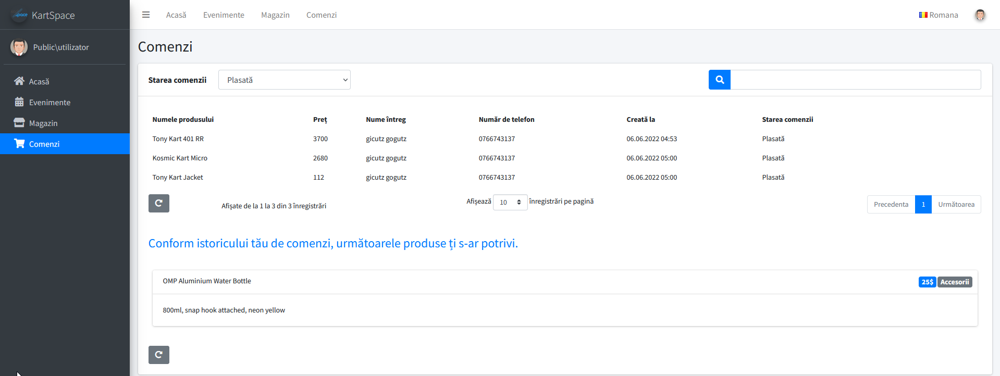 KartSpace
Acasă Evenimente Magazin Comenzi
Romana
Public\utilizator
Acasă
Evenimente
Magazin
Comenzi
Comenzi
Starea comenzii Plasată
Numele produsului Preț Nume întreg Număr de telefon Creată la Starea comenzii
Tony Kart 401 RR 3700 gicutz gogutz 0766743137 06.06.2022 04:53 Plasată
Kosmic Kart Micro 2680 gicutz gogutz 0766743137 06.06.2022 05:00 Plasată
Tony Kart Jacket 112 gicutz gogutz 0766743137 06.06.2022 05:00 Plasată
Afișate de la 1 la 3 din 3 înregistrări Afișează 10 înregistrări pe pagină Precedenta 1 Următoarea
Conform istoricului tău de comenzi, următoarele produse ți s-ar potrivi.
OMP Aluminium Water Bottle 25$ Accesorii
800ml, snap hook attached, neon yellow